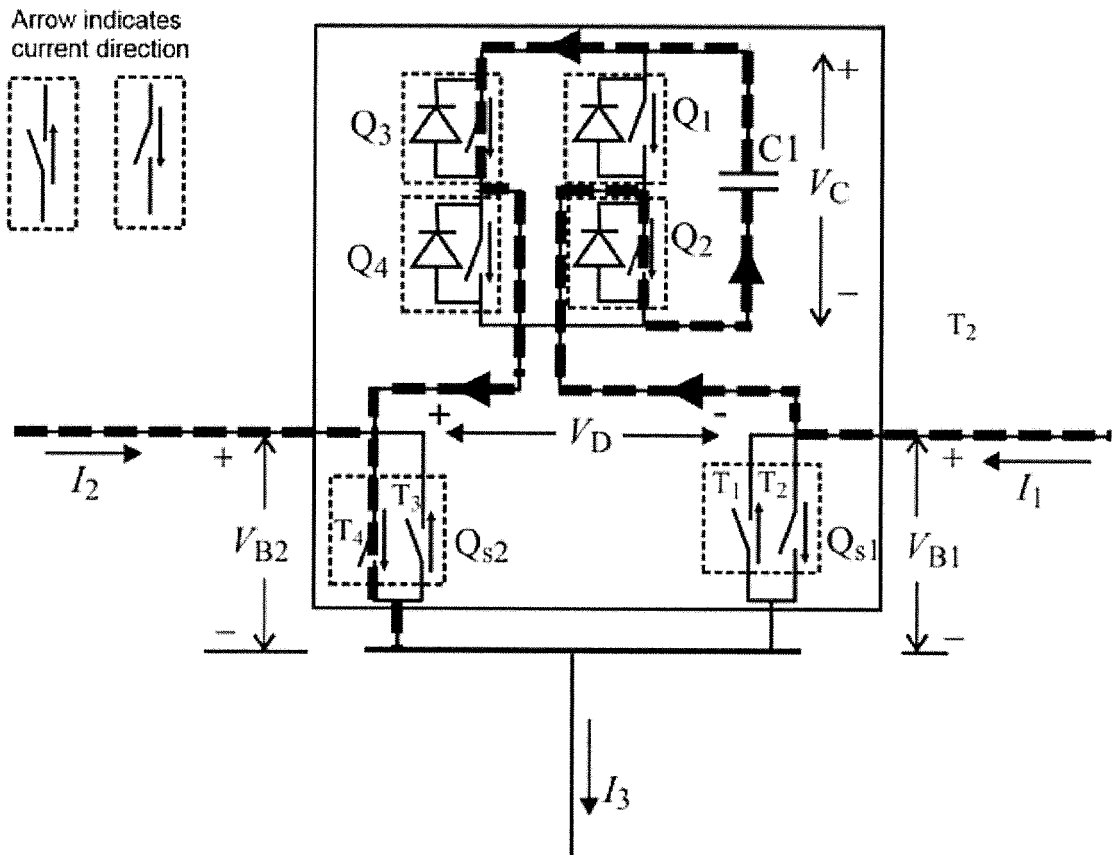 Arrow indicates
current direction
Q3
Q1
C1
VC
+
−
Q4
Q2
T2
+
VD
-
I2
+
I1
+
T1
T2
T3
T4
Qs2
Qs1
VB2
VB1
−
−
I3